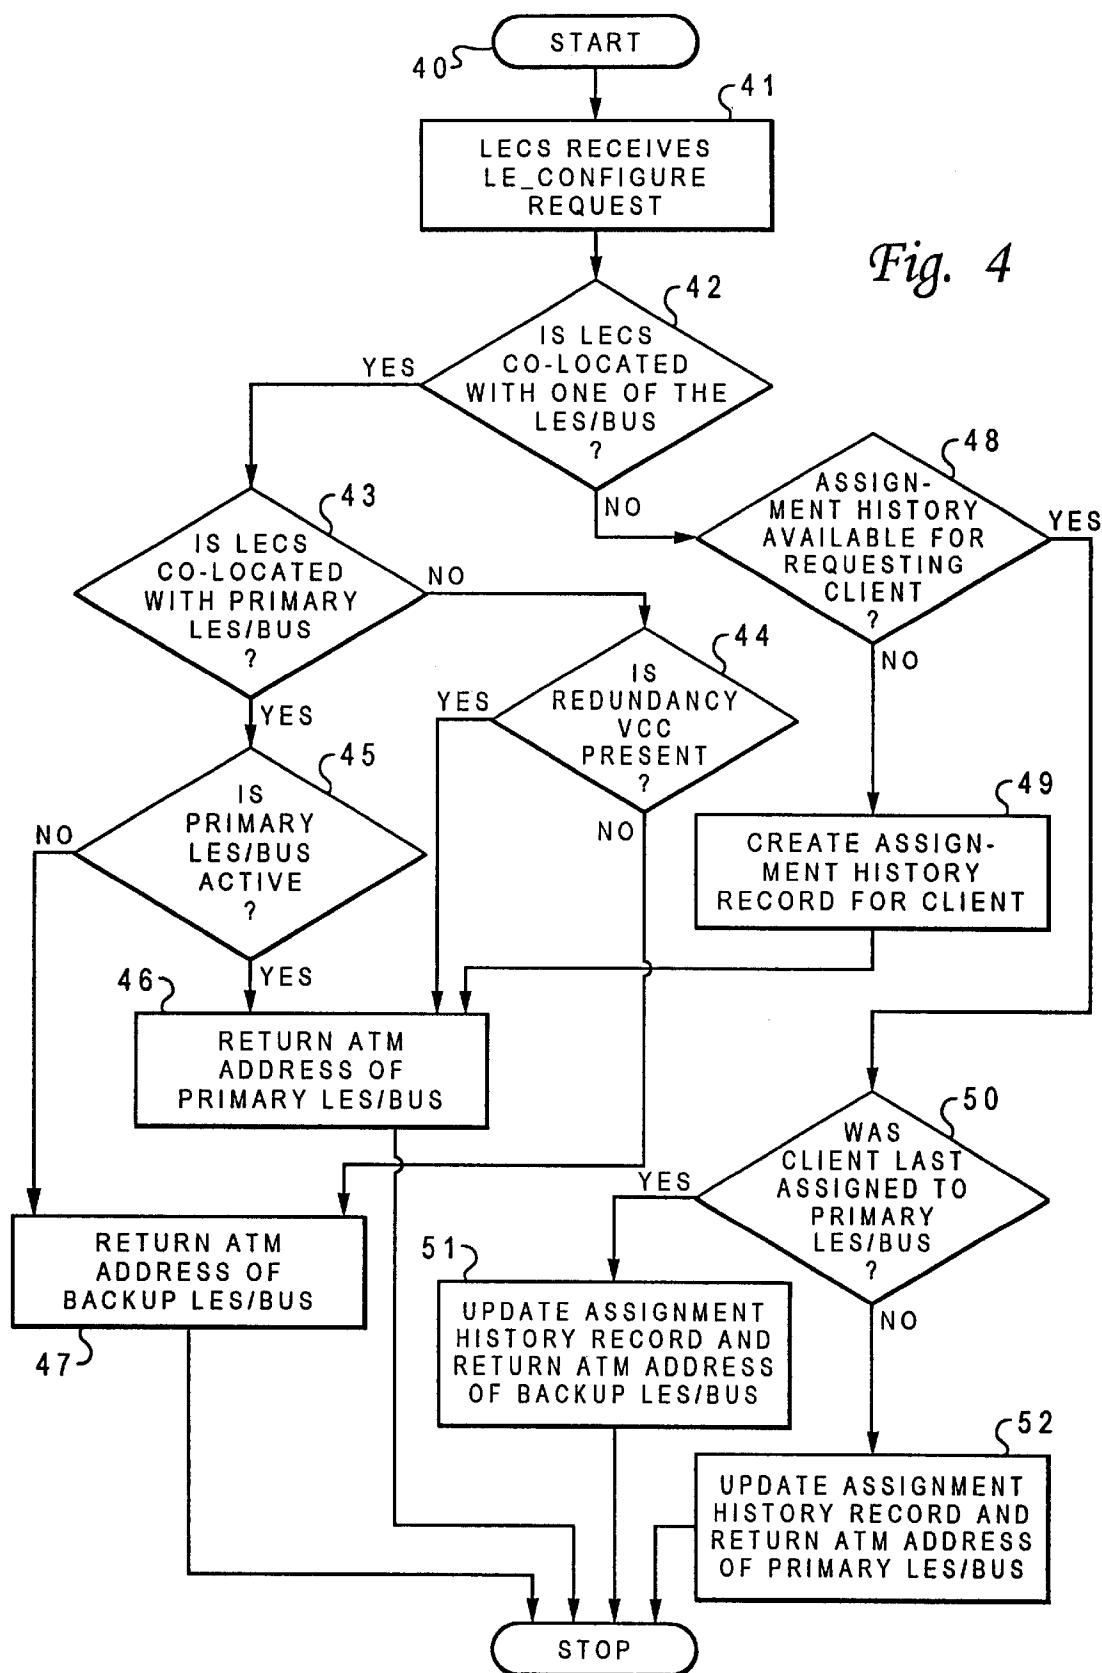 START
40
41
LECS RECEIVES
LE_CONFIGURE
REQUEST
Fig. 4
42
IS LECS
CO-LOCATED
WITH ONE OF THE
LES/BUS
?
YES
NO
43
IS LECS
CO-LOCATED
WITH PRIMARY
LES/BUS
?
NO
YES
48
ASSIGN-
MENT HISTORY
AVAILABLE FOR
REQUESTING
CLIENT
?
YES
NO
44
IS
REDUNDANCY
VCC
PRESENT
?
YES
NO
45
IS
PRIMARY
LES/BUS
ACTIVE
?
NO
YES
49
CREATE ASSIGN-
MENT HISTORY
RECORD FOR CLIENT
46
RETURN ATM
ADDRESS OF
PRIMARY LES/BUS
50
WAS
CLIENT LAST
ASSIGNED TO
PRIMARY
LES/BUS
?
YES
NO
RETURN ATM
ADDRESS OF
BACKUP LES/BUS
47
51
UPDATE ASSIGNMENT
HISTORY RECORD AND
RETURN ATM ADDRESS
OF BACKUP LES/BUS
52
UPDATE ASSIGNMENT
HISTORY RECORD AND
RETURN ATM ADDRESS
OF PRIMARY LES/BUS
STOP